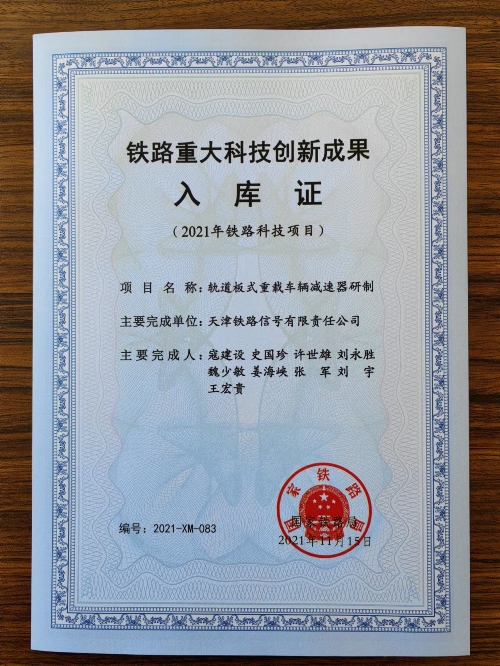 铁路重大科技创新成果
入库证
（2021年铁路科技项目）
项目名称：轨道板式重载车辆减速器研制
主要完成单位：天津铁路信号有限责任公司
主要完成人：寇建设 史国珍 许世雄 刘永胜
魏少敏 姜海峡 张军 刘宇
王宏贵
国家铁路局
编号：2021-XM-083
国家铁路局
2021年11月15日